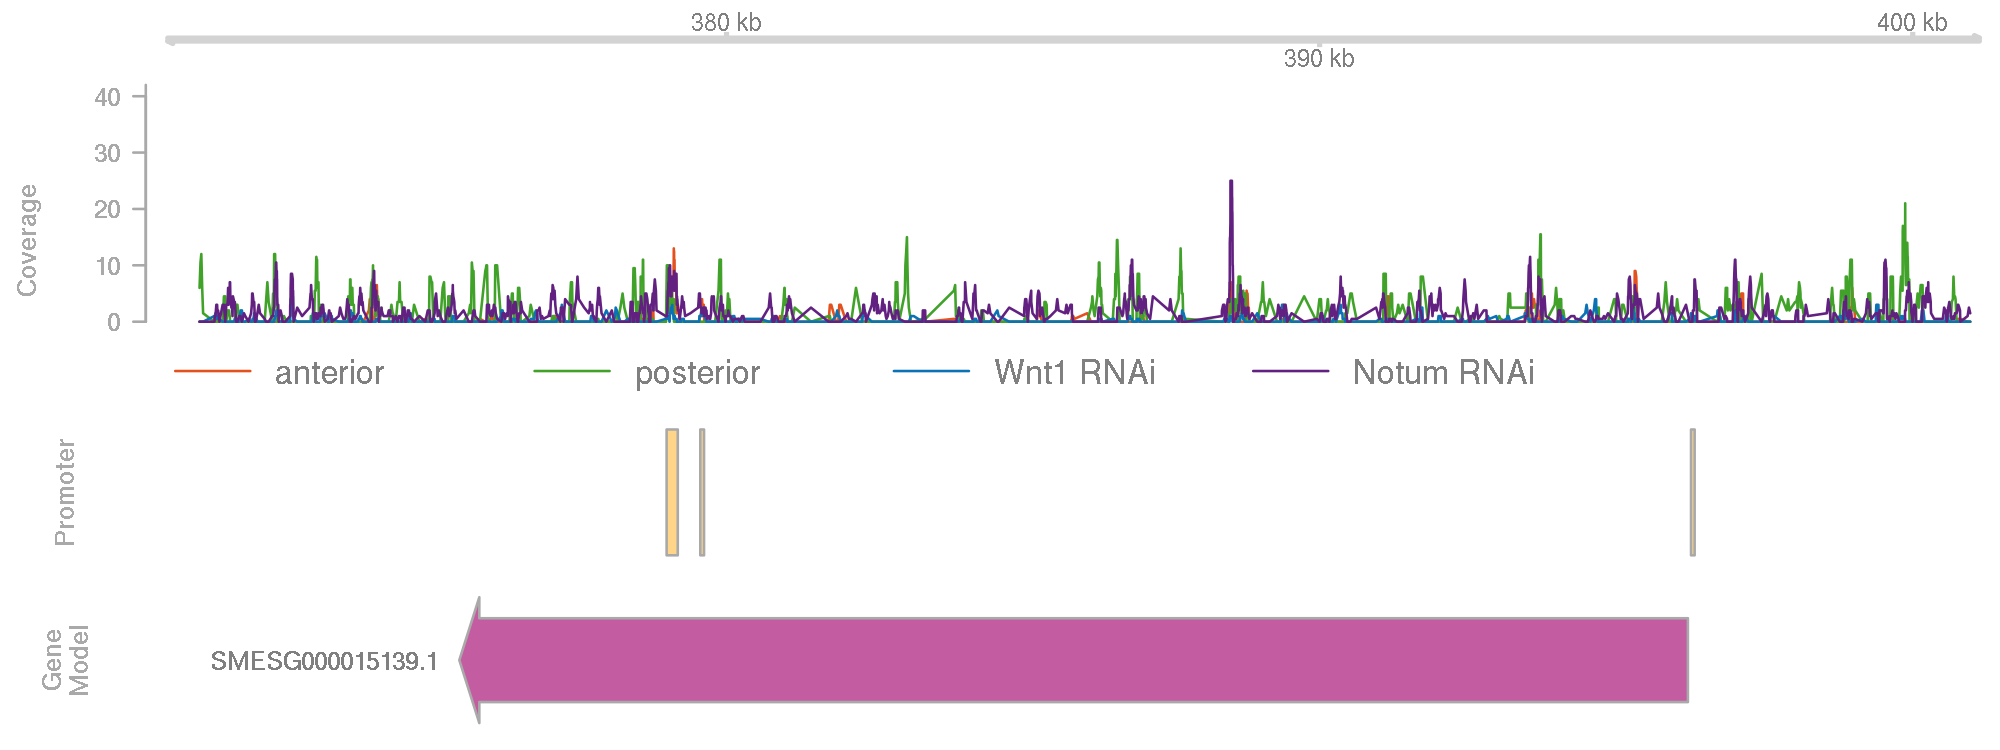 380 kb
400 kb
390 kb
Coverage
40
30
20
10
0
anterior posterior Wnt1 RNAi Notum RNAi
Promoter
Gene
Model
SMESG000015139.1